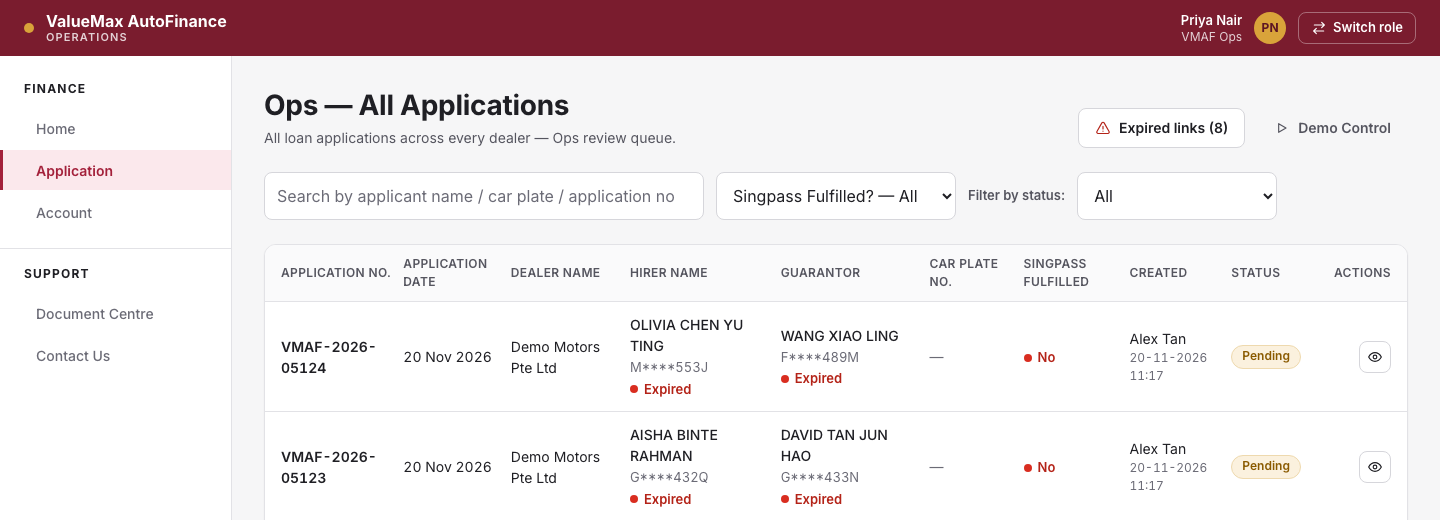 ValueMax AutoFinance
OPERATIONS
Priya Nair
VMAF Ops
PN
Switch role
FINANCE
Home
Application
Account
SUPPORT
Document Centre
Contact Us
Ops — All Applications
All loan applications across every dealer — Ops review queue.
Expired links (8)
Demo Control
Search by applicant name / car plate / application no
Singpass Fulfilled? — All
Filter by status:
All
APPLICATION NO.
APPLICATION
DATE
DEALER NAME
HIRER NAME
GUARANTOR
CAR PLATE
NO.
SINGPASS
FULFILLED
CREATED
STATUS
ACTIONS
VMAF-2026-
05124
20 Nov 2026
Demo Motors
Pte Ltd
OLIVIA CHEN YU
TING
M****553J
Expired
WANG XIAO LING
F****489M
Expired
—
No
Alex Tan
20-11-2026
11:17
Pending
VMAF-2026-
05123
20 Nov 2026
Demo Motors
Pte Ltd
AISHA BINTE
RAHMAN
G****432Q
Expired
DAVID TAN JUN
HAO
G****433N
Expired
—
No
Alex Tan
20-11-2026
11:17
Pending